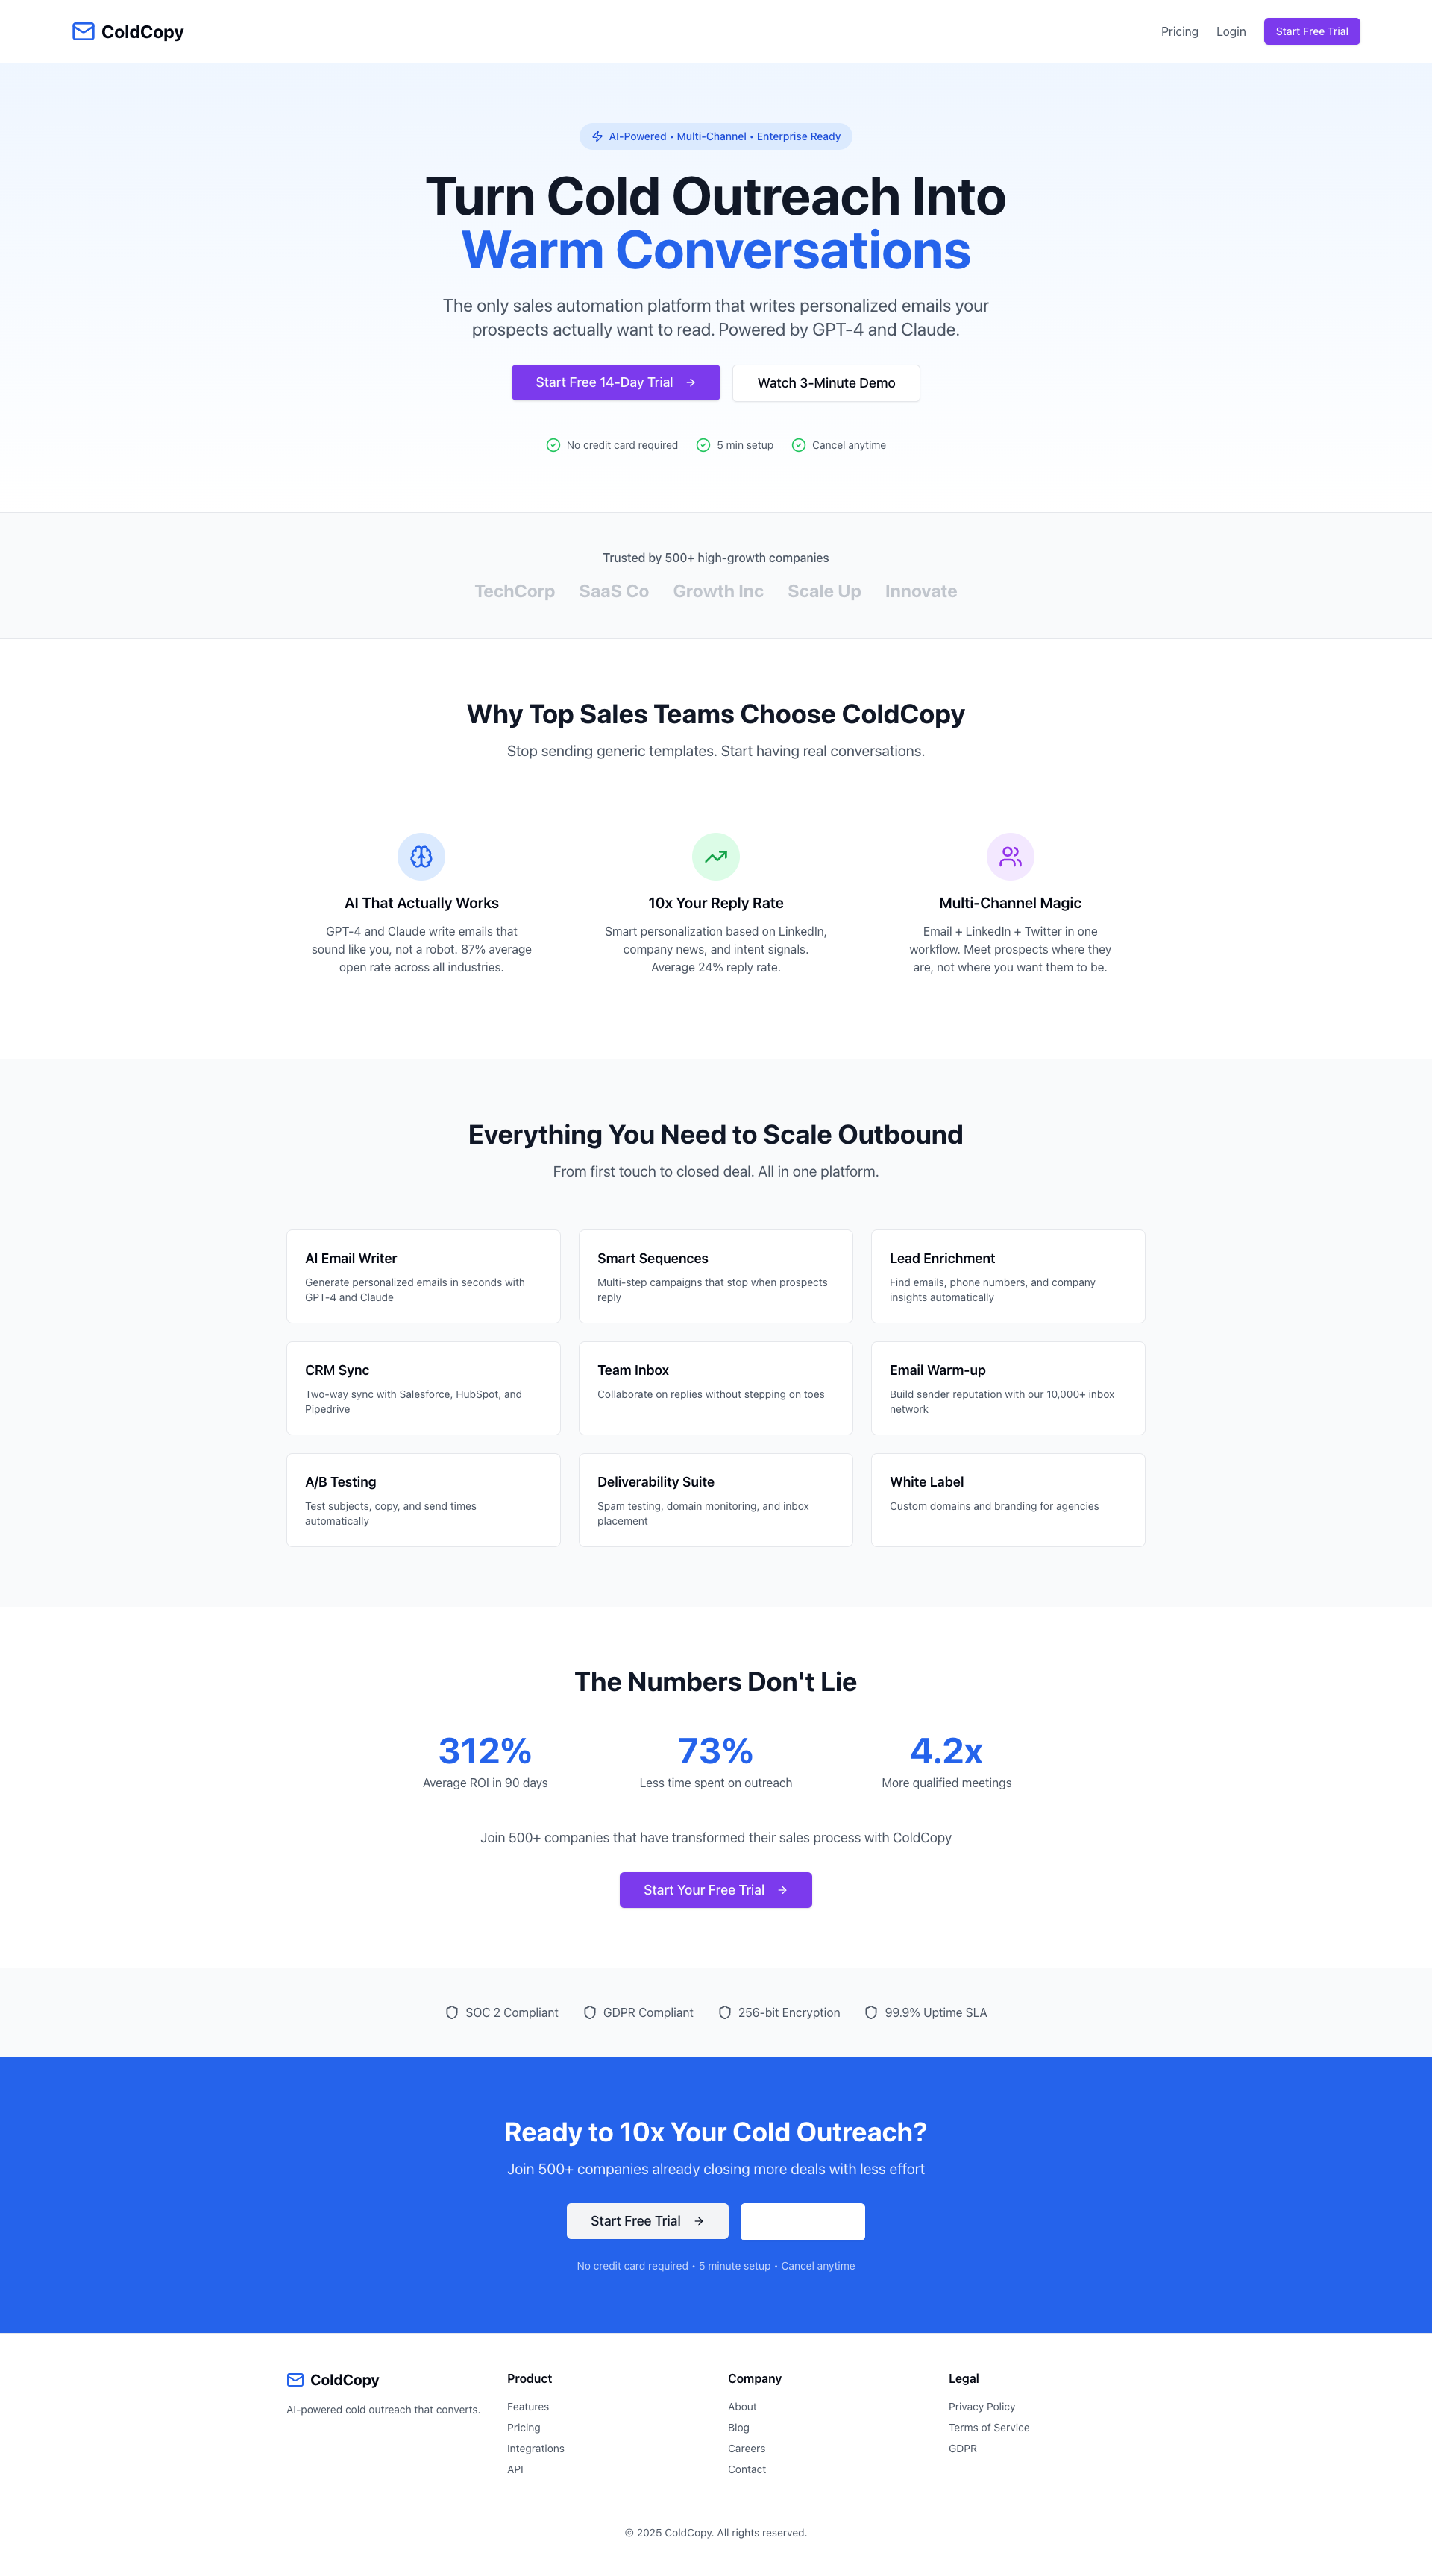 ColdCopy
Pricing
Login
Start Free Trial
AI-Powered • Multi-Channel • Enterprise Ready
Turn Cold Outreach Into
Warm Conversations
The only sales automation platform that writes personalized emails your
prospects actually want to read. Powered by GPT-4 and Claude.
Start Free 14-Day Trial
Watch 3-Minute Demo
No credit card required
5 min setup
Cancel anytime
Trusted by 500+ high-growth companies
TechCorp
SaaS Co
Growth Inc
Scale Up
Innovate
Why Top Sales Teams Choose ColdCopy
Stop sending generic templates. Start having real conversations.
AI That Actually Works
GPT-4 and Claude write emails that
sound like you, not a robot. 87% average
open rate across all industries.
10x Your Reply Rate
Smart personalization based on LinkedIn,
company news, and intent signals.
Average 24% reply rate.
Multi-Channel Magic
Email + LinkedIn + Twitter in one
workflow. Meet prospects where they
are, not where you want them to be.
Everything You Need to Scale Outbound
From first touch to closed deal. All in one platform.
AI Email Writer
Generate personalized emails in seconds with
GPT-4 and Claude
Smart Sequences
Multi-step campaigns that stop when prospects
reply
Lead Enrichment
Find emails, phone numbers, and company
insights automatically
CRM Sync
Two-way sync with Salesforce, HubSpot, and
Pipedrive
Team Inbox
Collaborate on replies without stepping on toes
Email Warm-up
Build sender reputation with our 10,000+ inbox
network
A/B Testing
Test subjects, copy, and send times
automatically
Deliverability Suite
Spam testing, domain monitoring, and inbox
placement
White Label
Custom domains and branding for agencies
The Numbers Don't Lie
312%
Average ROI in 90 days
73%
Less time spent on outreach
4.2x
More qualified meetings
Join 500+ companies that have transformed their sales process with ColdCopy
Start Your Free Trial
SOC 2 Compliant
GDPR Compliant
256-bit Encryption
99.9% Uptime SLA
Ready to 10x Your Cold Outreach?
Join 500+ companies already closing more deals with less effort
Start Free Trial
No credit card required • 5 minute setup • Cancel anytime
ColdCopy
AI-powered cold outreach that converts.
Product
Features
Pricing
Integrations
API
Company
About
Blog
Careers
Contact
Legal
Privacy Policy
Terms of Service
GDPR
© 2025 ColdCopy. All rights reserved.